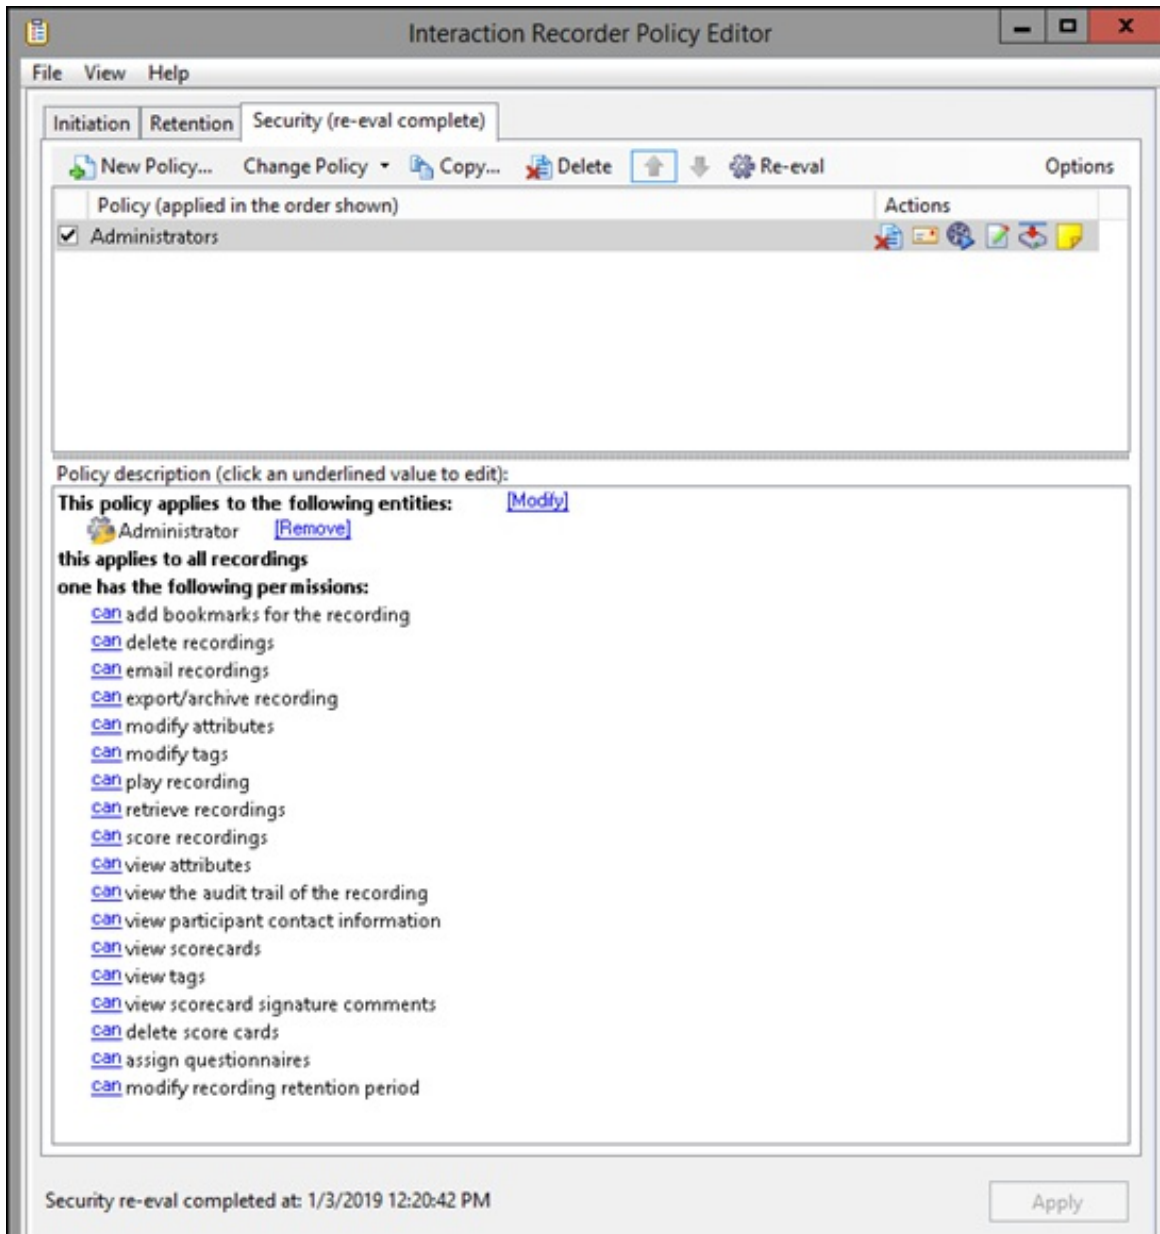 Interaction Recorder Policy Editor
File View Help
Initiation Retention Security (re-eval complete)
New Policy... Change Policy Copy... Delete Re-eval Options
Policy (applied in the order shown) Actions
Administrators
Policy description (click an underlined value to edit):
This policy applies to the following entities: [Modify]
Administrator [Remove]
this applies to all recordings
one has the following permissions:
can add bookmarks for the recording
can delete recordings
can email recordings
can export/archive recording
can modify attributes
can modify tags
can play recording
can retrieve recordings
can score recordings
can view attributes
can view the audit trail of the recording
can view participant contact information
can view scorecards
can view tags
can view scorecard signature comments
can delete score cards
can assign questionnaires
can modify recording retention period
Security re-eval completed at: 1/3/2019 12:20:42 PM Apply